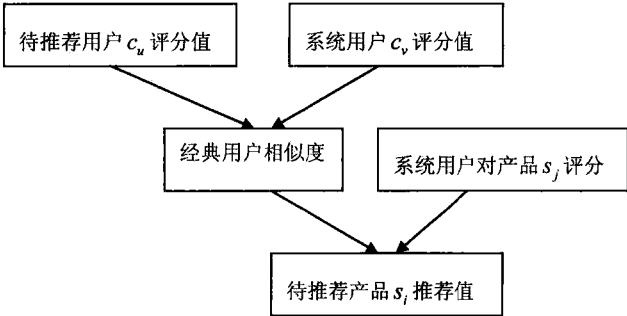 待推荐用户 c_u 评分值
系统用户 c_v 评分值
经典用户相似度
系统用户对产品 s_j 评分
待推荐产品 s_i 推荐值